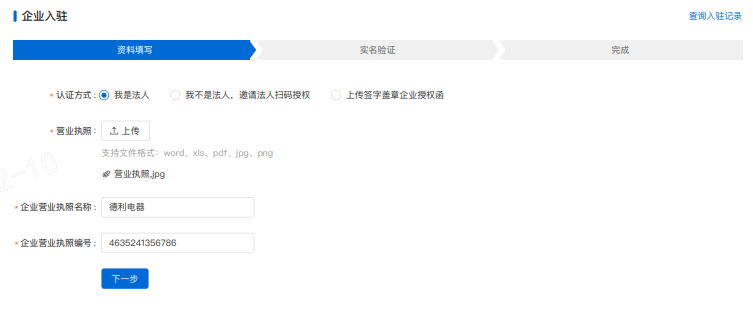 企业入驻
查询入驻记录
资料填写
实名验证
完成
* 认证方式： 我是法人 我不是法人，邀请法人扫码授权 上传签字盖章企业授权函
* 营业执照： 上传
支持文件格式：word、xls、pdf、jpg、png
营业执照.jpg
* 企业营业执照名称： 德利电器
* 企业营业执照编号： 4635241356786
下一步
2-10